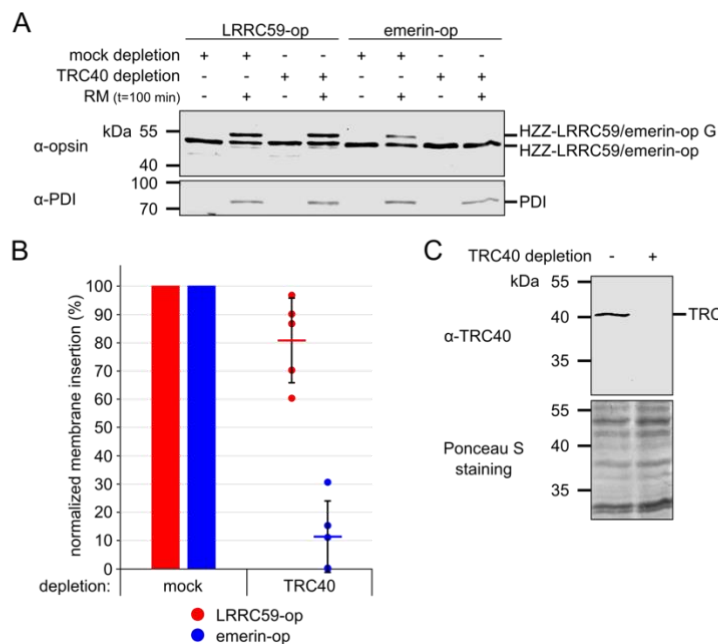 A
LRRC59-op emerin-op
mock depletion + + - - + + - -
TRC40 depletion - - + + - - + +
RM (t=100 min) - + - + - + - +
kDa
α-opsin
55
40
HZZ-LRRC59/emerin-op G
HZZ-LRRC59/emerin-op
α-PDI
100
70
PDI
B
normalized membrane insertion (%)
100
90
80
70
60
50
40
30
20
10
0
depletion: mock TRC40
LRRC59-op
emerin-op
C
TRC40 depletion - +
kDa
55
40
35
α-TRC40
TRC
Ponceau S
staining
55
40
35